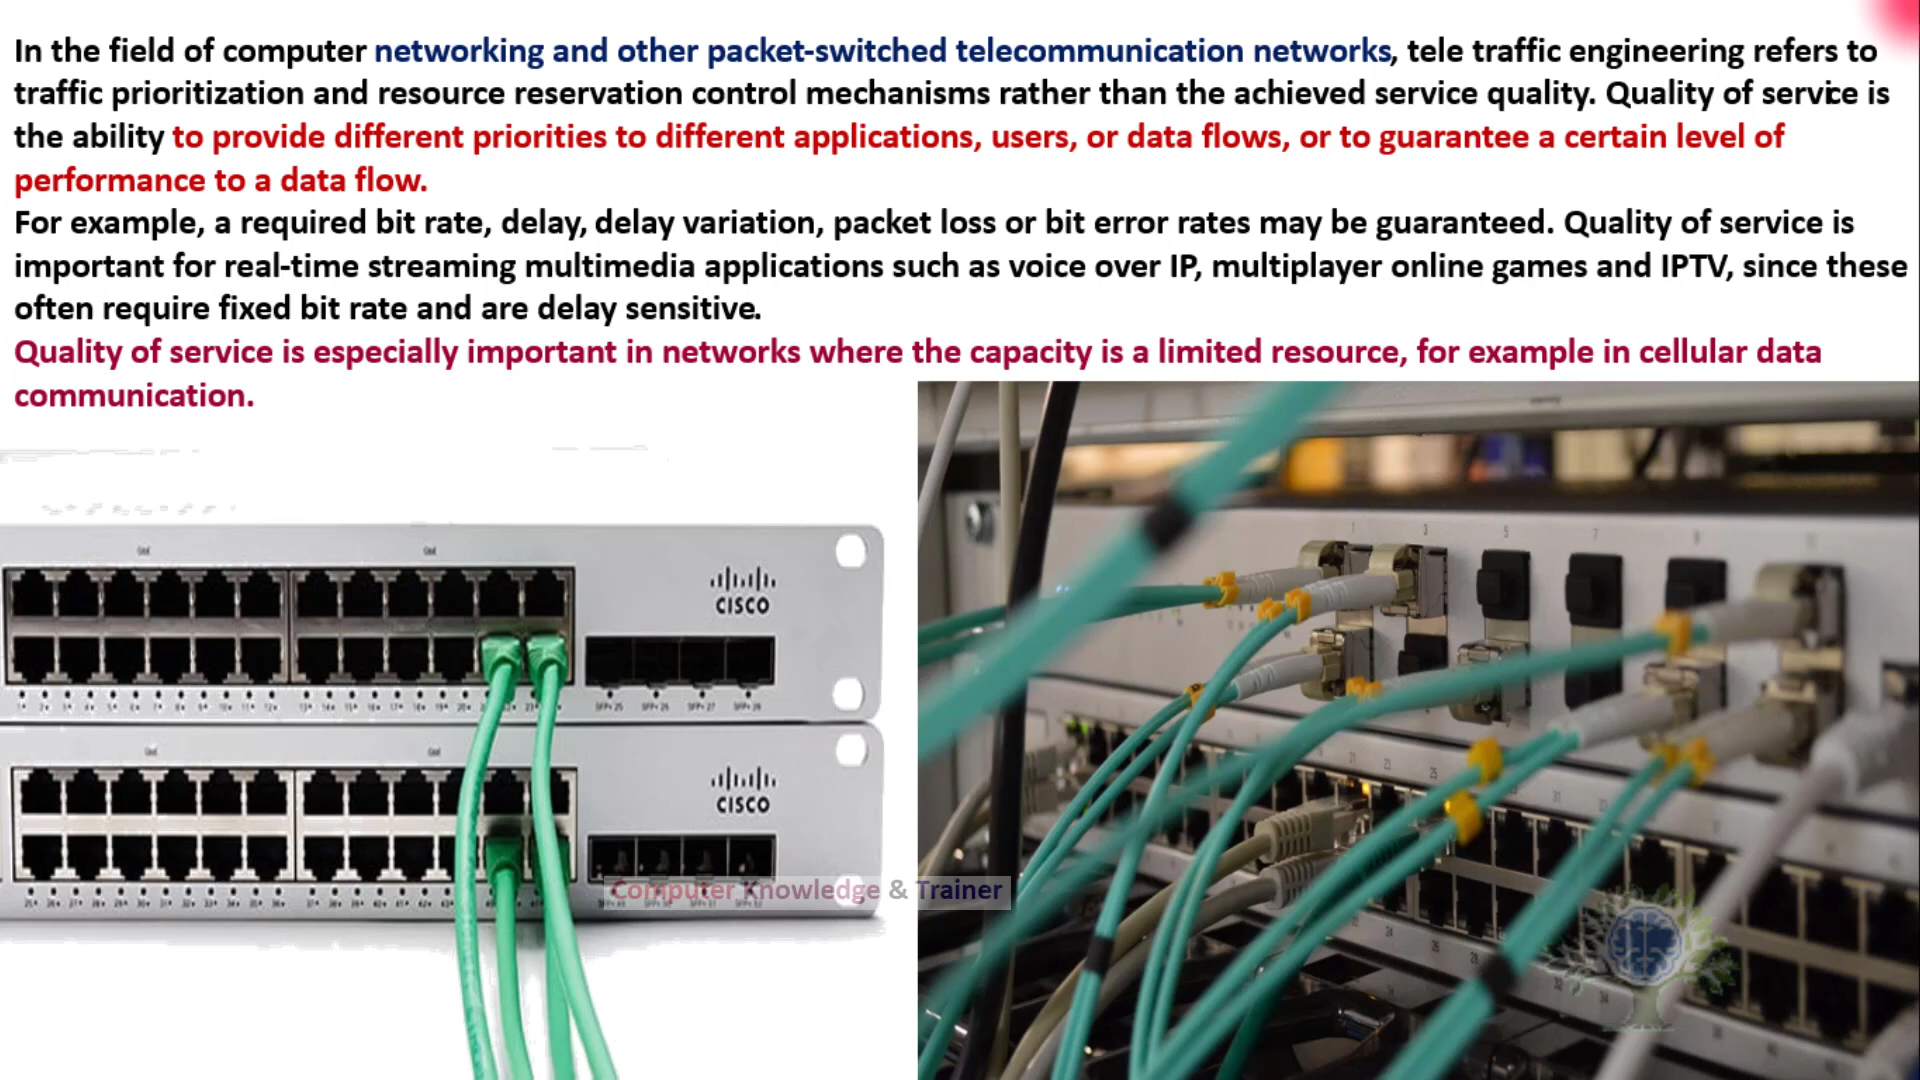 In the field of computer networking and other packet-switched telecommunication networks, tele traffic engineering refers to
traffic prioritization and resource reservation control mechanisms rather than the achieved service quality. Quality of service is
the ability to provide different priorities to different applications, users, or data flows, or to guarantee a certain level of
performance to a data flow.
For example, a required bit rate, delay, delay variation, packet loss or bit error rates may be guaranteed. Quality of service is
important for real-time streaming multimedia applications such as voice over IP, multiplayer online games and IPTV, since these
often require fixed bit rate and are delay sensitive.
Quality of service is especially important in networks where the capacity is a limited resource, for example in cellular data
communication.
CISCO
CISCO
Computer Knowledge & Trainer